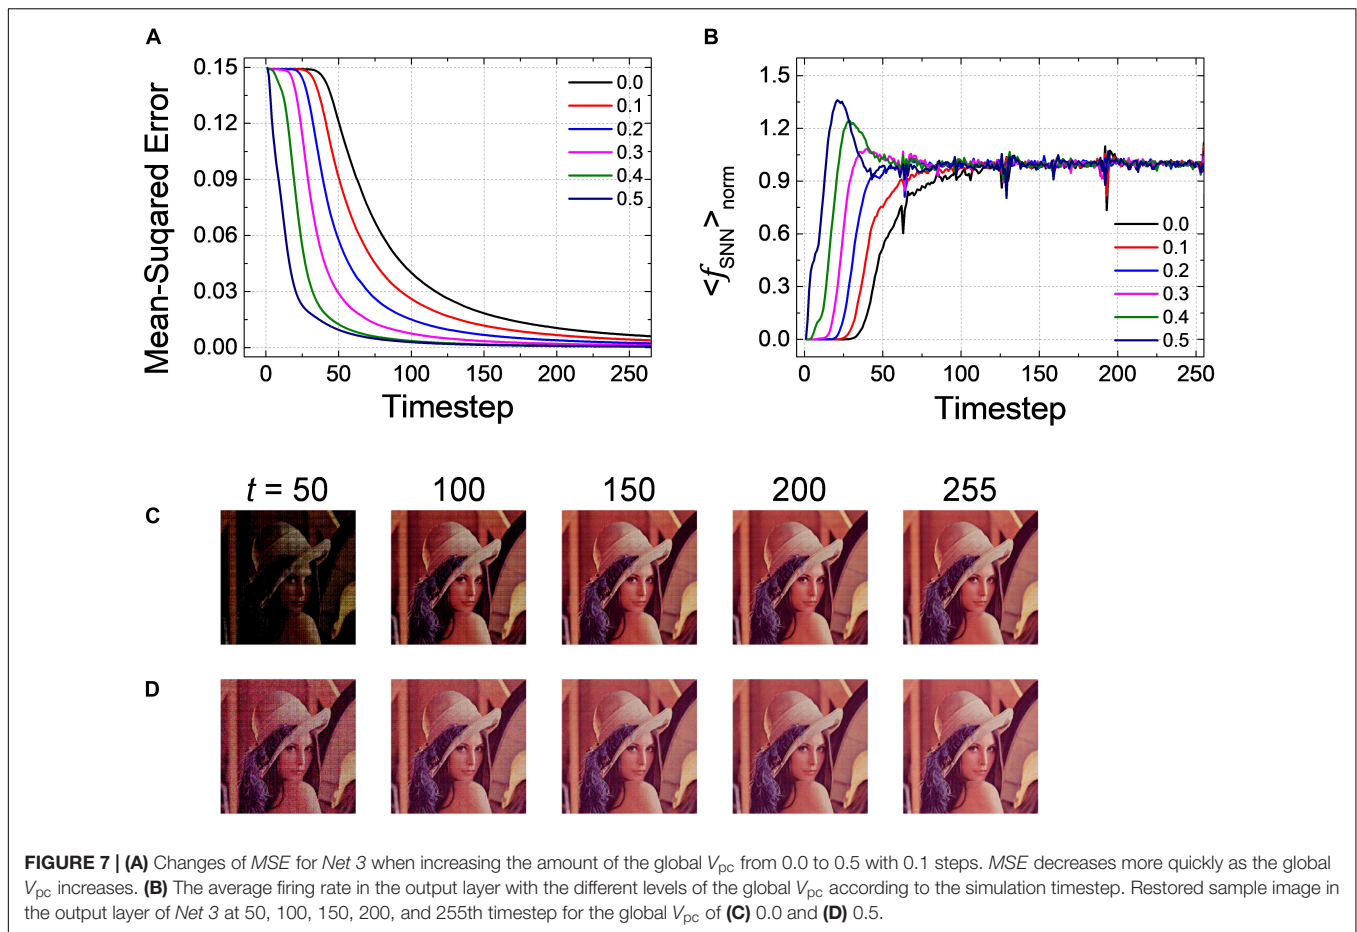 A
Mean-Suqared Error
0.15
0.12
0.09
0.06
0.03
0.00
0 50 100 150 200 250
Timestep
0.0
0.1
0.2
0.3
0.4
0.5
B
<fSNN>norm
1.5
1.2
0.9
0.6
0.3
0.0
0 50 100 150 200 250
Timestep
0.0
0.1
0.2
0.3
0.4
0.5
t = 50 100 150 200 255
C
D
FIGURE 7 | (A) Changes of MSE for Net 3 when increasing the amount of the global Vpc from 0.0 to 0.5 with 0.1 steps. MSE decreases more quickly as the global
Vpc increases. (B) The average firing rate in the output layer with the different levels of the global Vpc according to the simulation timestep. Restored sample image in
the output layer of Net 3 at 50, 100, 150, 200, and 255th timestep for the global Vpc of (C) 0.0 and (D) 0.5.